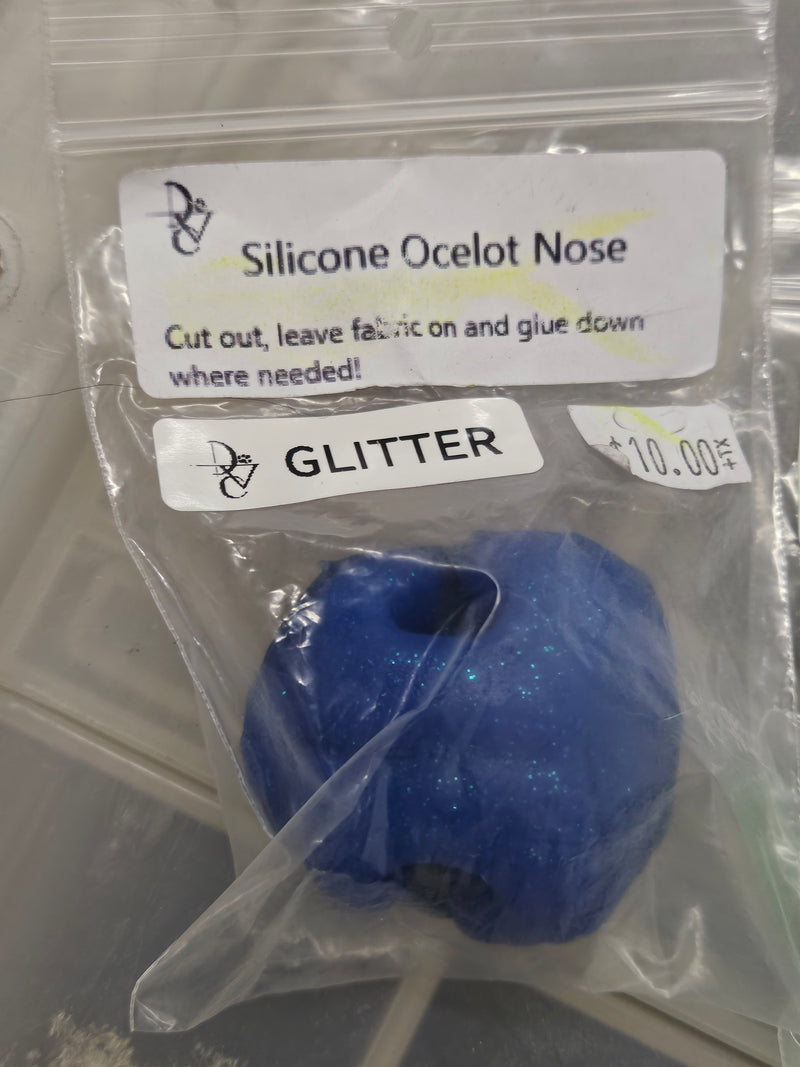 Silicone Ocelot Nose
Cut out, leave fabric on and glue down
where needed!
GLITTER
$10.00+TX